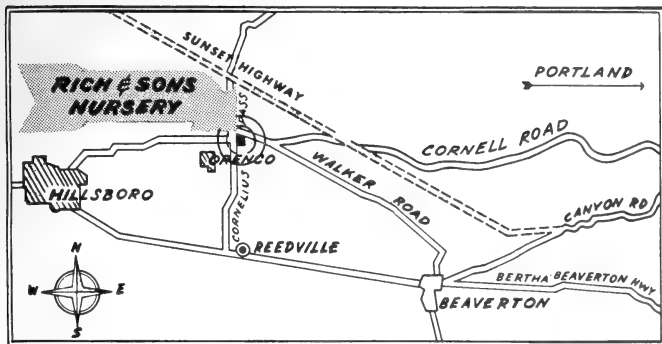 SUNSET HIGHWAY
PORTLAND
RICH & SONS
NURSERY
PASS
CORNELL ROAD
ORENCO
WALKER ROAD
HILLSBORO
CORNELIUS
CANYON RD
REEDVILLE
BERTHA BEAVERTON HWY
BEAVERTON
N
W E
S